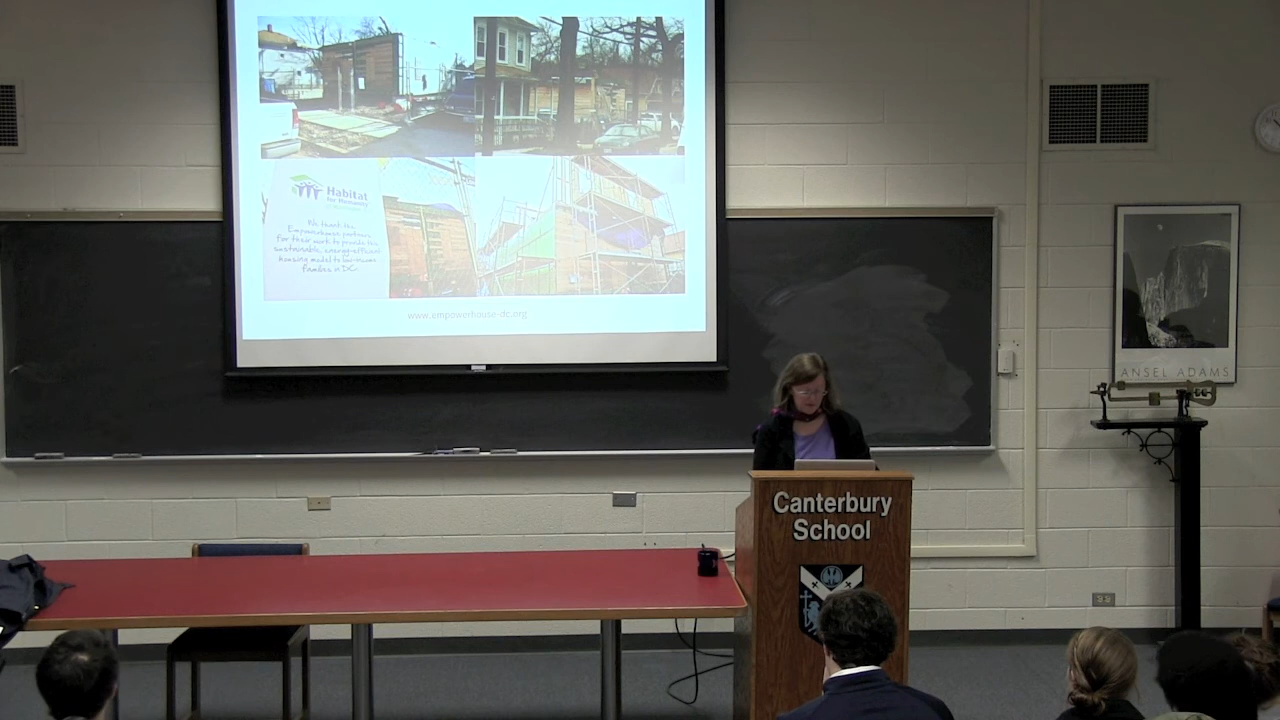 Habitat
for Humanity
We thank the
Empowerhouse partners
for their work to provide this
sustainable, energy-efficient
housing model to low-income
families in DC.
www.empowerhouse-dc.org
ANSEL ADAMS
Canterbury
School